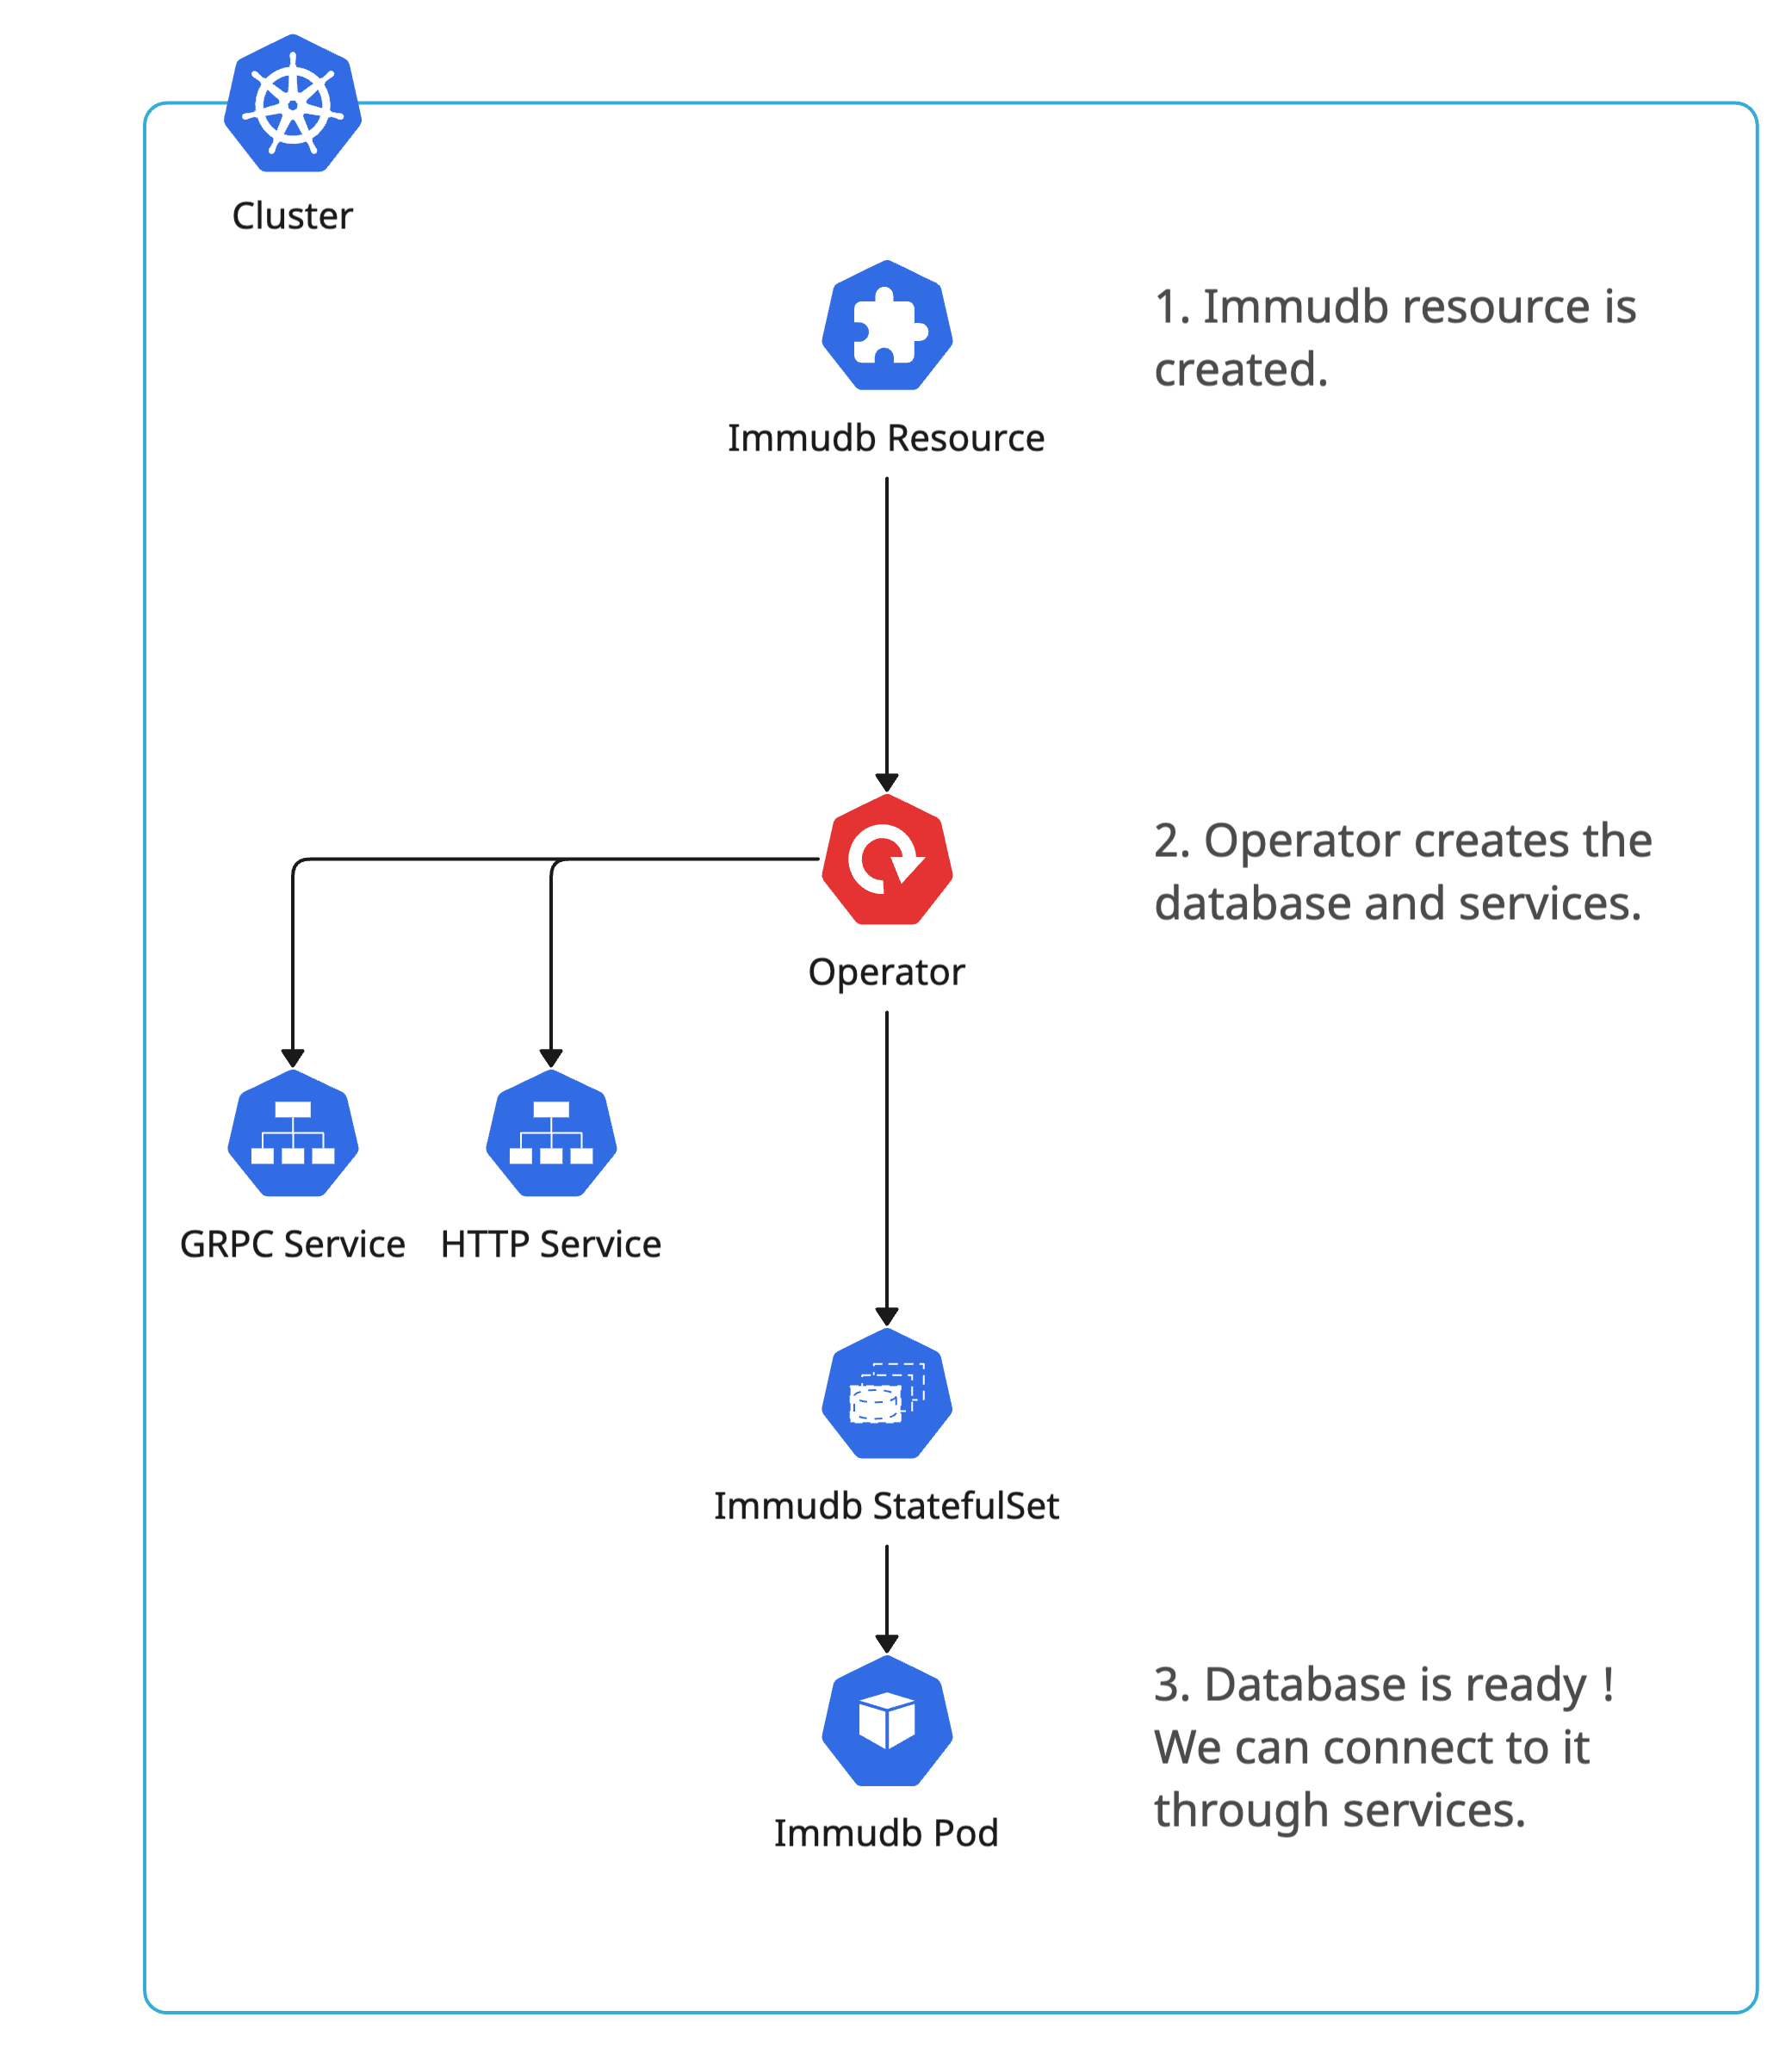 Cluster
1. Immudb resource is
created.
Immudb Resource
2. Operator creates the
database and services.
Operator
GRPC Service
HTTP Service
Immudb StatefulSet
3. Database is ready !
We can connect to it
through services.
Immudb Pod